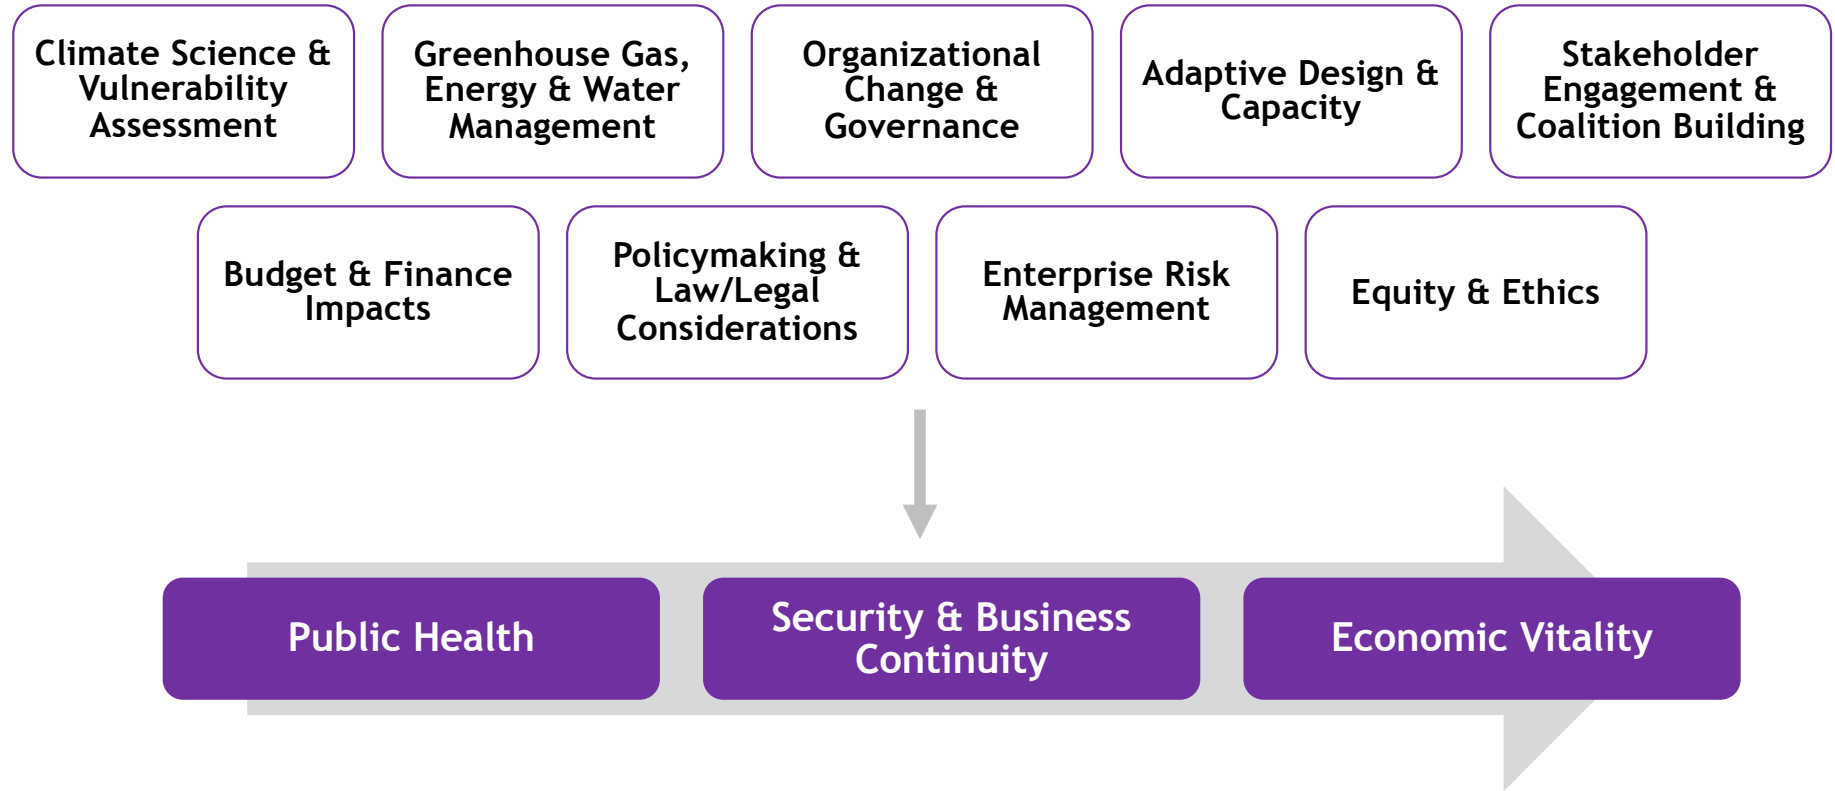 Climate Science &
Vulnerability
Assessment
Greenhouse Gas,
Energy & Water
Management
Organizational
Change &
Governance
Adaptive Design &
Capacity
Stakeholder
Engagement &
Coalition Building
Budget & Finance
Impacts
Policymaking &
Law/Legal
Considerations
Enterprise Risk
Management
Equity & Ethics
Public Health
Security & Business
Continuity
Economic Vitality